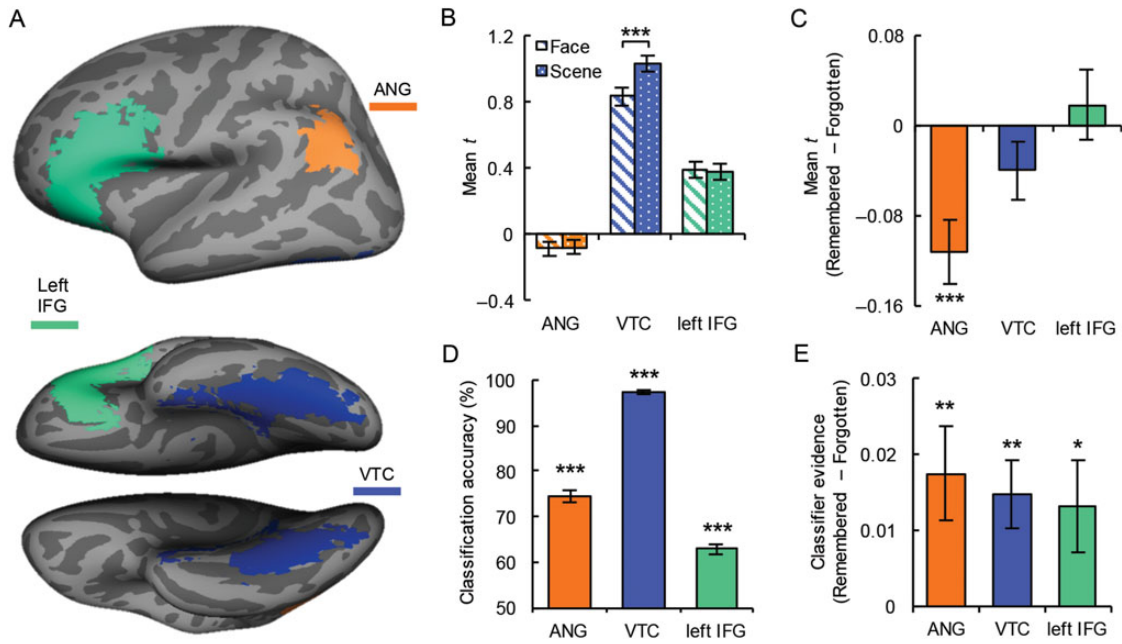 A
ANG
Left
IFG
VTC
B
Mean t
1.2
0.8
0.4
0
−0.4
Face
Scene
***
ANG
VTC
left IFG
C
Mean t
(Remembered – Forgotten)
0.08
0
−0.08
−0.16
***
ANG
VTC
left IFG
D
Classification accuracy (%)
100
90
80
70
60
50
***
***
***
ANG
VTC
left IFG
E
Classifier evidence
(Remembered – Forgotten)
0.03
0.02
0.01
0
**
**
*
ANG
VTC
left IFG